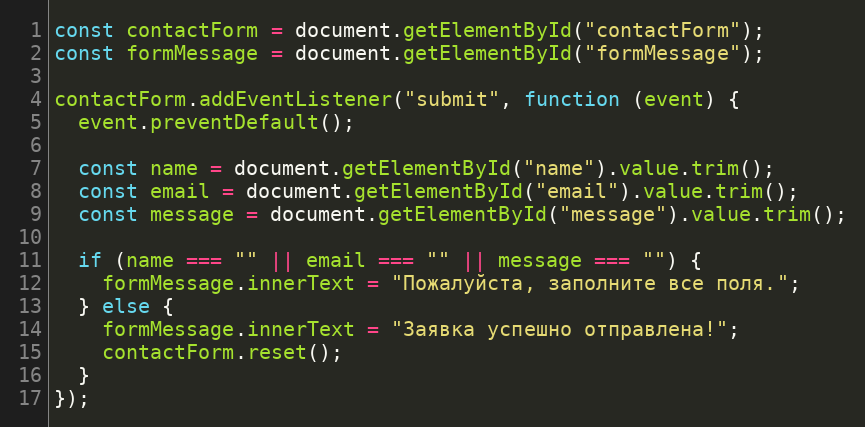 1 const contactForm = document.getElementById("contactForm");
2 const formMessage = document.getElementById("formMessage");
3
4 contactForm.addEventListener("submit", function (event) {
5   event.preventDefault();
6
7   const name = document.getElementById("name").value.trim();
8   const email = document.getElementById("email").value.trim();
9   const message = document.getElementById("message").value.trim();
10
11   if (name === "" || email === "" || message === "") {
12     formMessage.innerText = "Пожалуйста, заполните все поля.";
13   } else {
14     formMessage.innerText = "Заявка успешно отправлена!";
15     contactForm.reset();
16   }
17 });